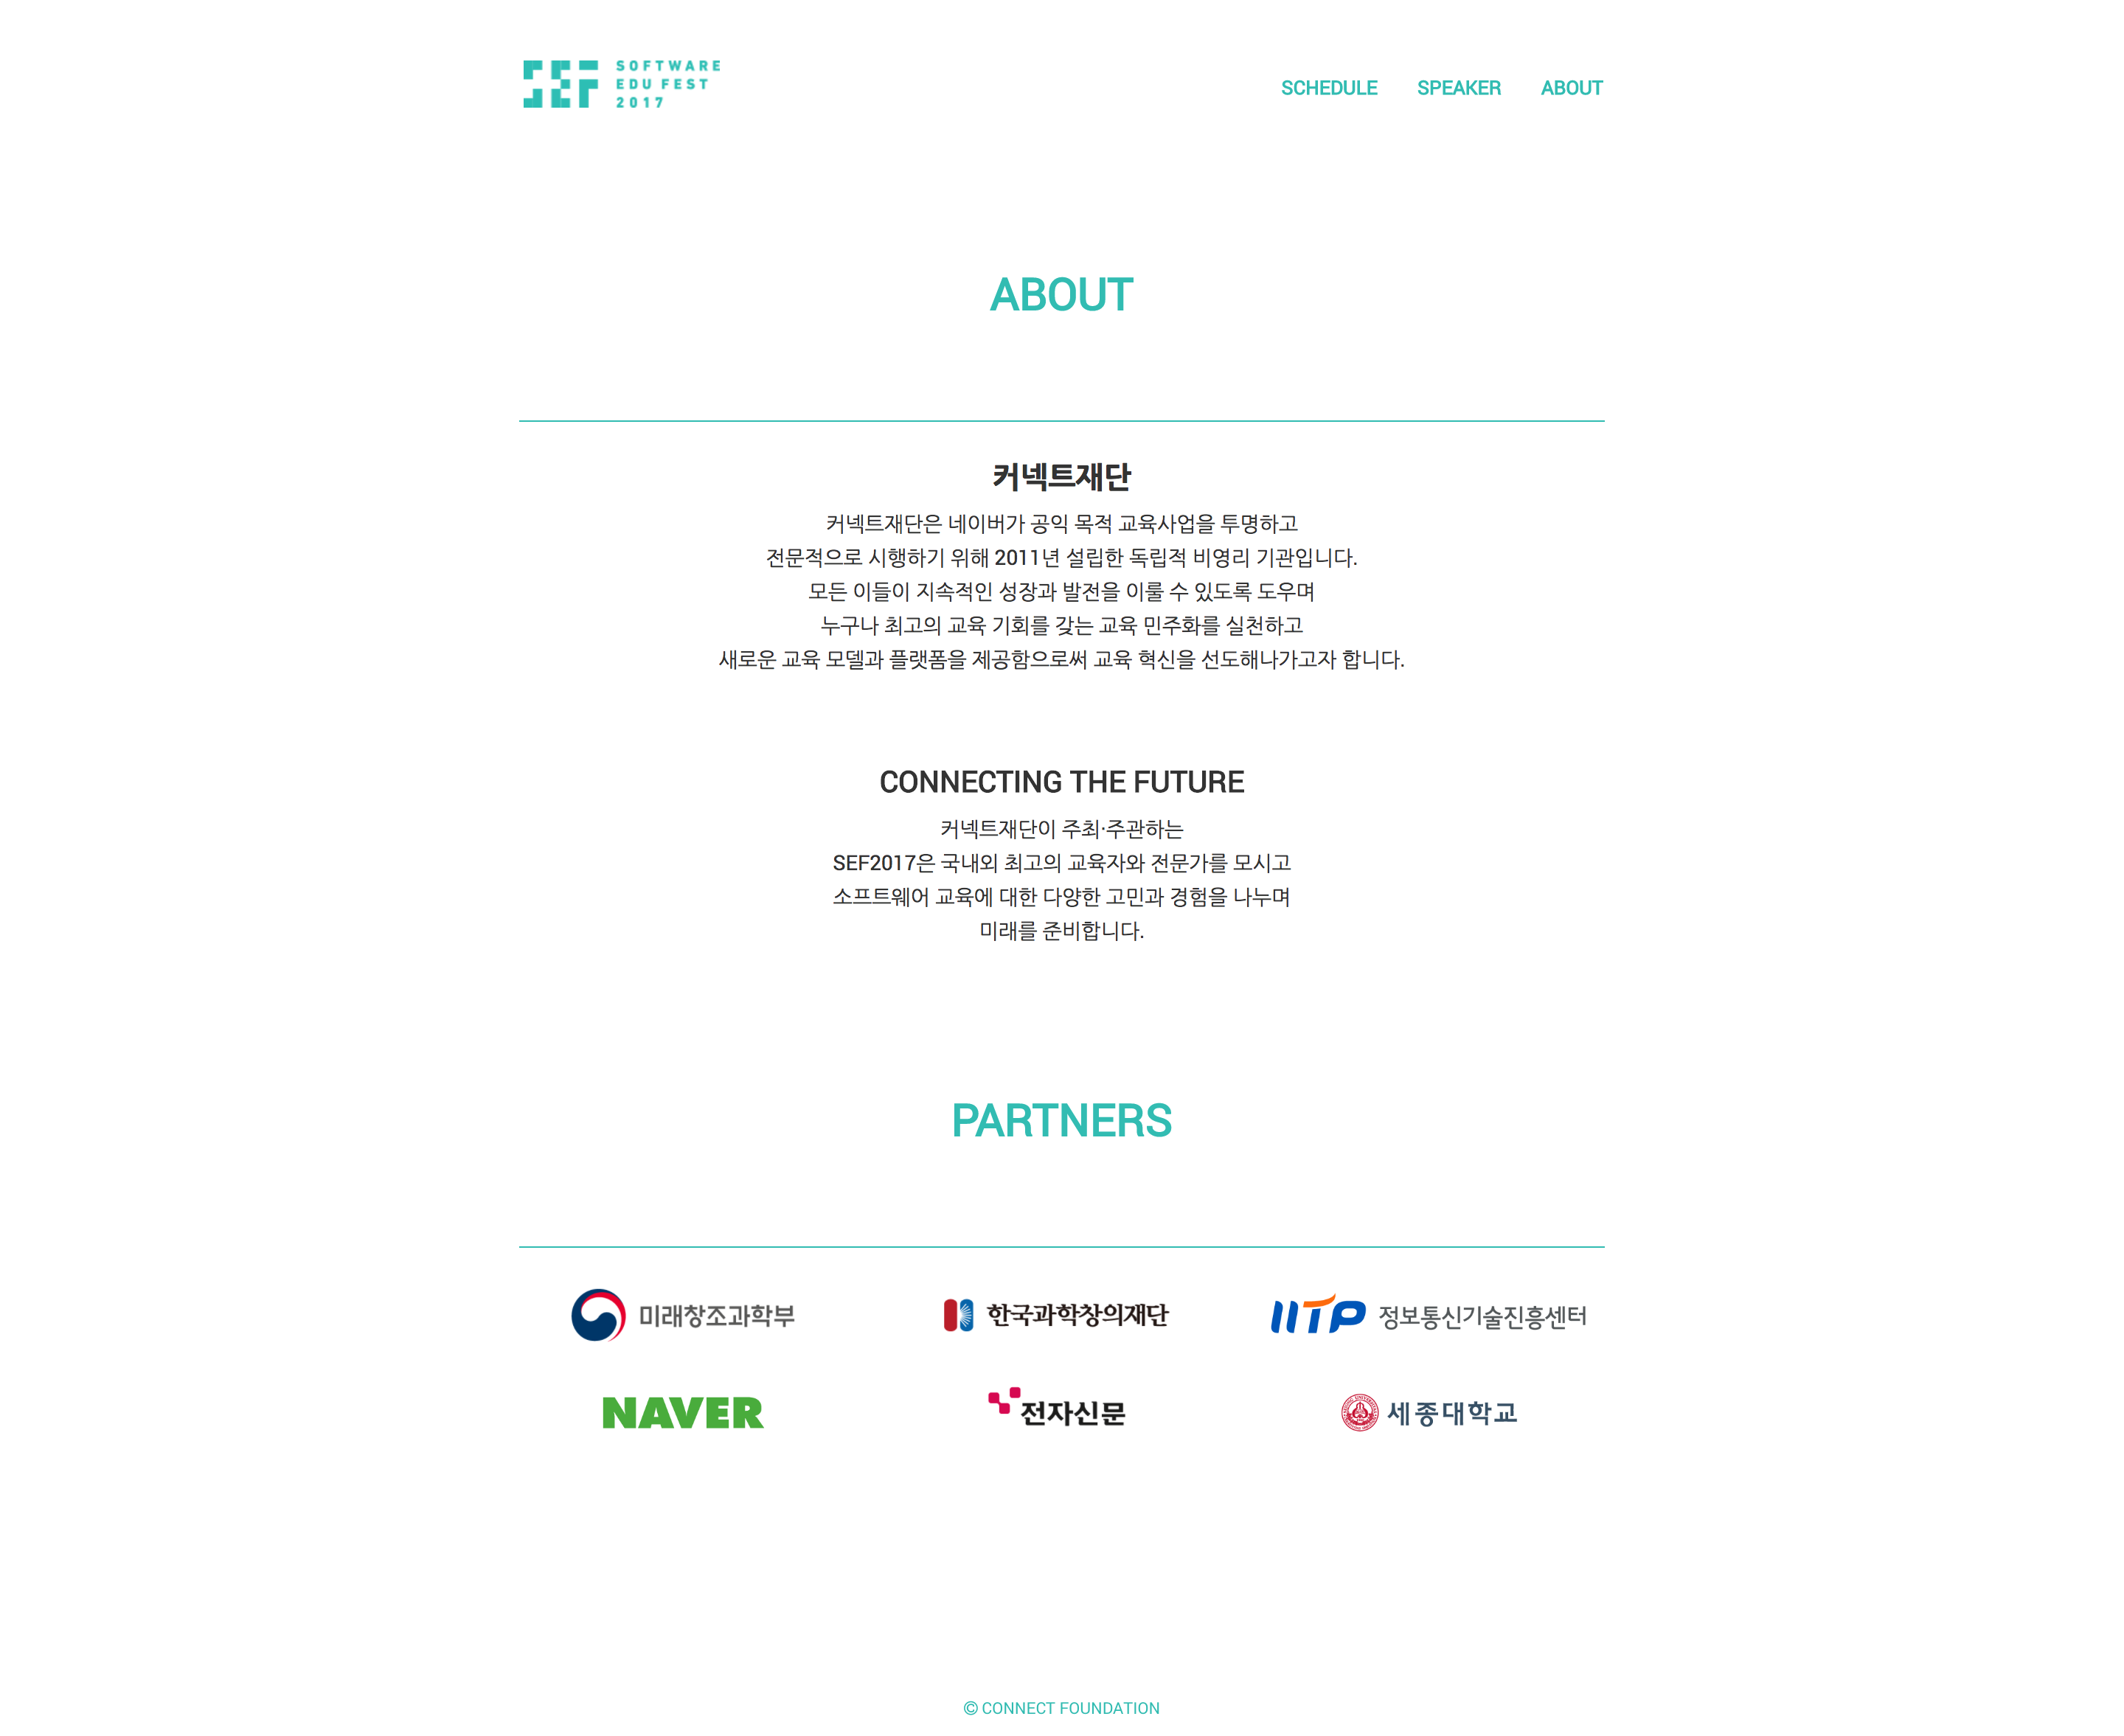 SEF
SOFTWARE
EDU FEST
2017
SCHEDULE SPEAKER ABOUT
ABOUT
커넥트재단
커넥트재단은 네이버가 공익 목적 교육사업을 투명하고
전문적으로 시행하기 위해 2011년 설립한 독립적 비영리 기관입니다.
모든 이들이 지속적인 성장과 발전을 이룰 수 있도록 도우며
누구나 최고의 교육 기회를 갖는 교육 민주화를 실천하고
새로운 교육 모델과 플랫폼을 제공함으로써 교육 혁신을 선도해나가고자 합니다.
CONNECTING THE FUTURE
커넥트재단이 주최·주관하는
SEF2017은 국내외 최고의 교육자와 전문가를 모시고
소프트웨어 교육에 대한 다양한 고민과 경험을 나누며
미래를 준비합니다.
PARTNERS
미래창조과학부 한국과학창의재단 IITP 정보통신기술진흥센터
NAVER 전자신문 세종대학교
© CONNECT FOUNDATION